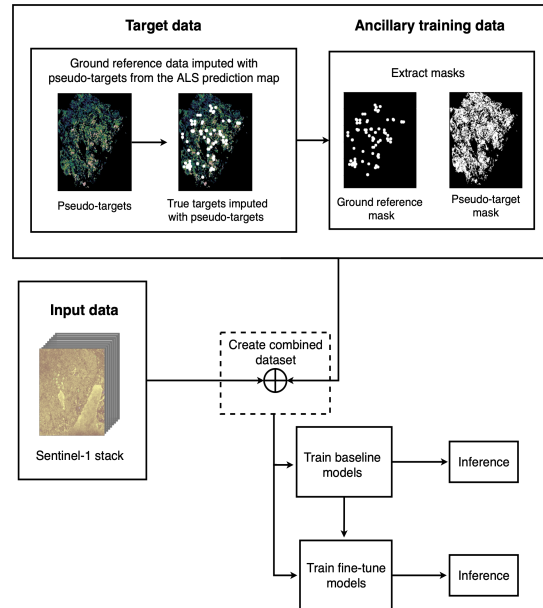 Target data
Ground reference data imputed with
pseudo-targets from the ALS prediction map
Pseudo-targets
True targets imputed
with pseudo-targets
Ancillary training data
Extract masks
Ground reference
mask
Pseudo-target
mask
Input data
Sentinel-1 stack
Create combined
dataset
Train baseline
models
Inference
Train fine-tune
models
Inference